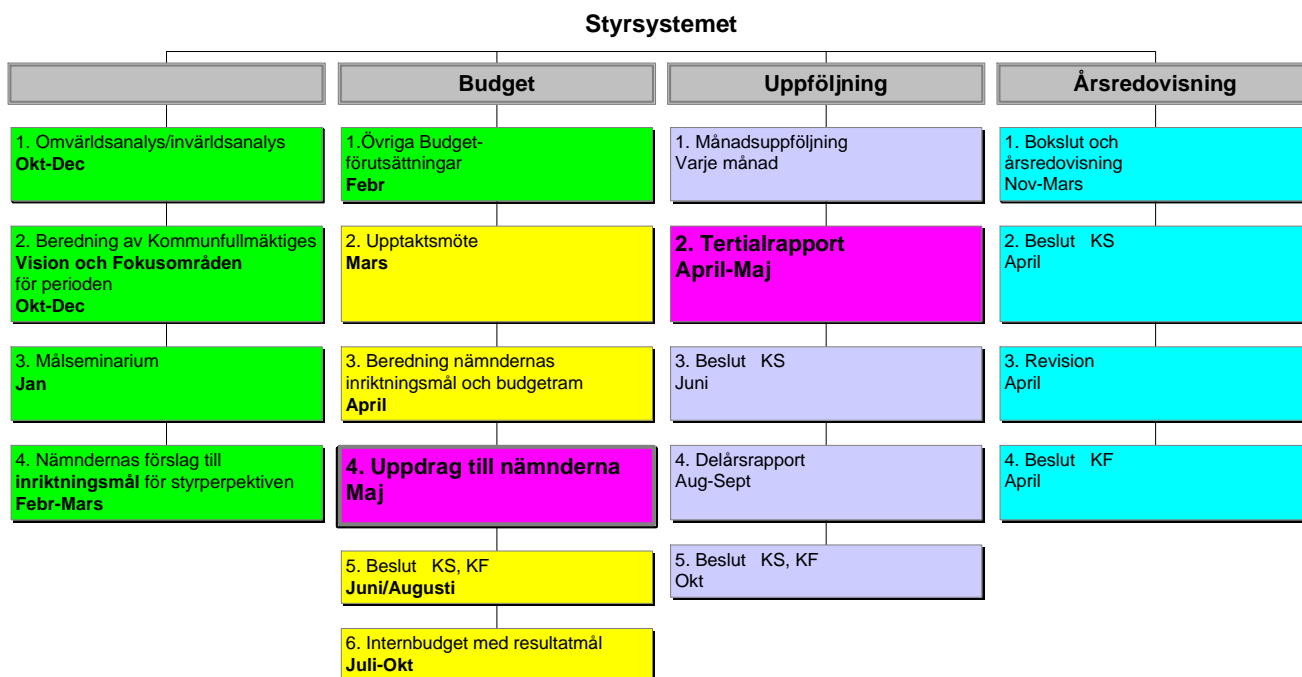 Styrsystemet
Budget
Uppföljning
Årsredovisning
1. Omvärldsanalys/invärldsanalys
Okt-Dec
2. Beredning av Kommunfullmäktiges
Vision och Fokusområden
för perioden
Okt-Dec
3. Målseminarium
Jan
4. Nämndernas förslag till
inriktningsmål för styrperpektiven
Febr-Mars
1.Övriga Budget-
förutsättningar
Febr
2. Upptaktsmöte
Mars
3. Beredning nämndernas
inriktningsmål och budgetram
April
4. Uppdrag till nämnderna
Maj
5. Beslut KS, KF
Juni/Augusti
6. Internbudget med resultatmål
Juli-Okt
1. Månadsuppföljning
Varje månad
2. Tertialrapport
April-Maj
3. Beslut KS
Juni
4. Delårsrapport
Aug-Sept
5. Beslut KS, KF
Okt
1. Bokslut och
årsredovisning
Nov-Mars
2. Beslut KS
April
3. Revision
April
4. Beslut KF
April